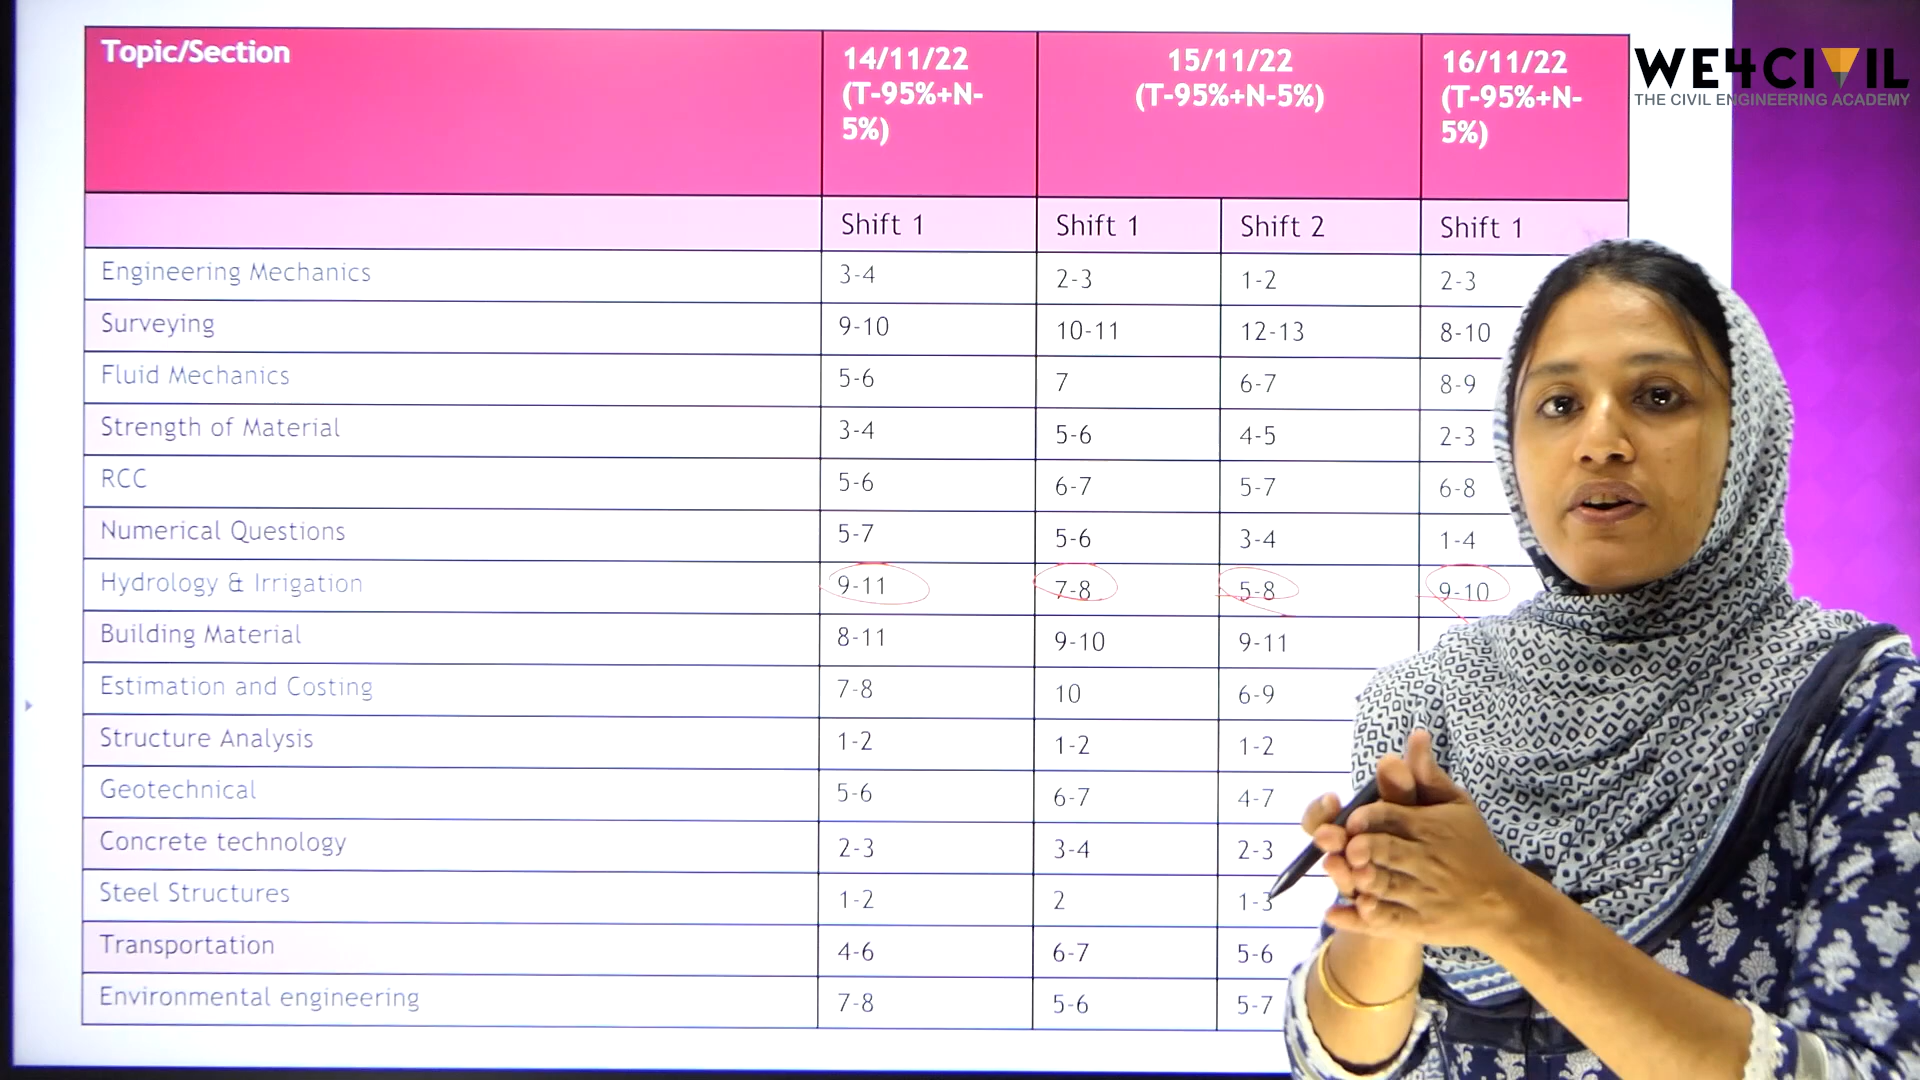 Topic/Section
14/11/22
(T-95%+N-
5%)
15/11/22
(T-95%+N-5%)
16/11/22
(T-95%+N-
5%)
WE4CIVIL
THE CIVIL ENGINEERING ACADEMY
Shift 1 Shift 1 Shift 2 Shift 1
Engineering Mechanics 3-4 2-3 1-2 2-3
Surveying 9-10 10-11 12-13 8-10
Fluid Mechanics 5-6 7 6-7 8-9
Strength of Material 3-4 5-6 4-5 2-3
RCC 5-6 6-7 5-7 6-8
Numerical Questions 5-7 5-6 3-4 1-4
Hydrology & Irrigation 9-11 7-8 5-8 9-10
Building Material 8-11 9-10 9-11
Estimation and Costing 7-8 10 6-9
Structure Analysis 1-2 1-2 1-2
Geotechnical 5-6 6-7 4-7
Concrete technology 2-3 3-4 2-3
Steel Structures 1-2 2 1-3
Transportation 4-6 6-7 5-6
Environmental engineering 7-8 5-6 5-7